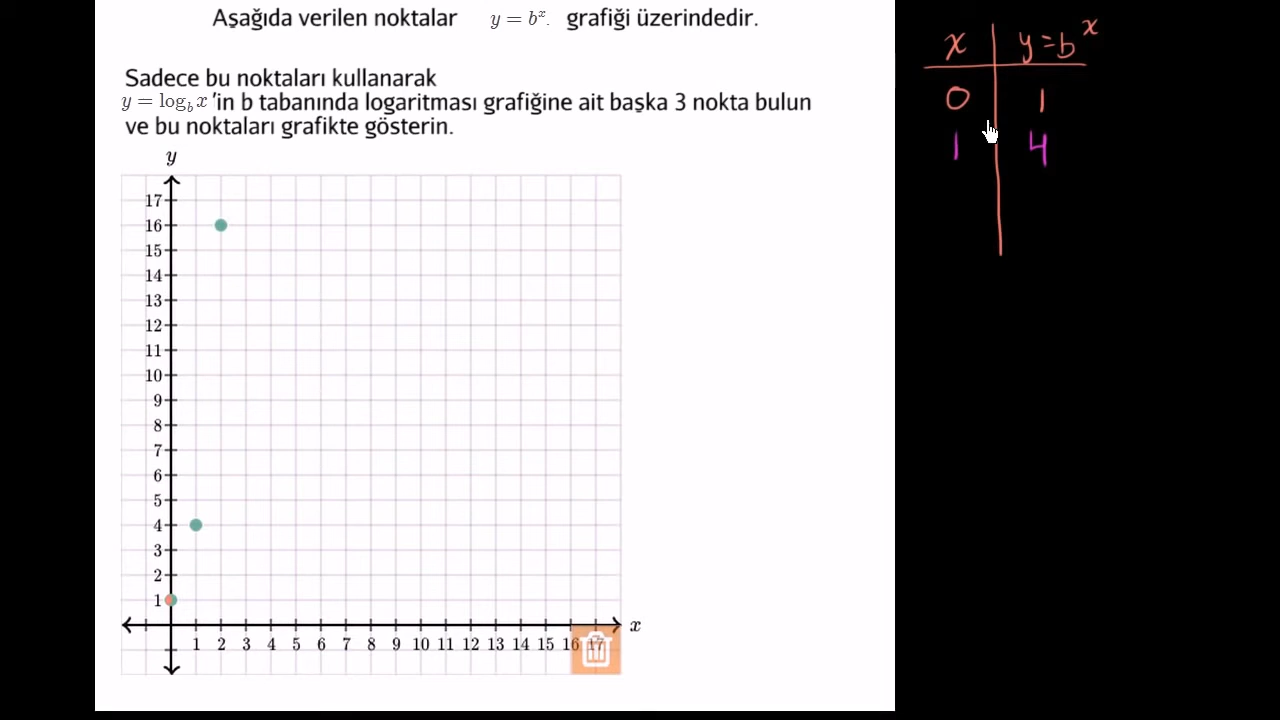 Aşağıda verilen noktalar y = bˣ. grafiği üzerindedir.
Sadece bu noktaları kullanarak
y = log_b x 'in b tabanında logaritması grafiğine ait başka 3 nokta bulun
ve bu noktaları grafikte gösterin.
y
17
16
15
14
13
12
11
10
9
8
7
6
5
4
3
2
1
x
1 2 3 4 5 6 7 8 9 10 11 12 13 14 15 16 17
x y=bˣ
0 1
1 4